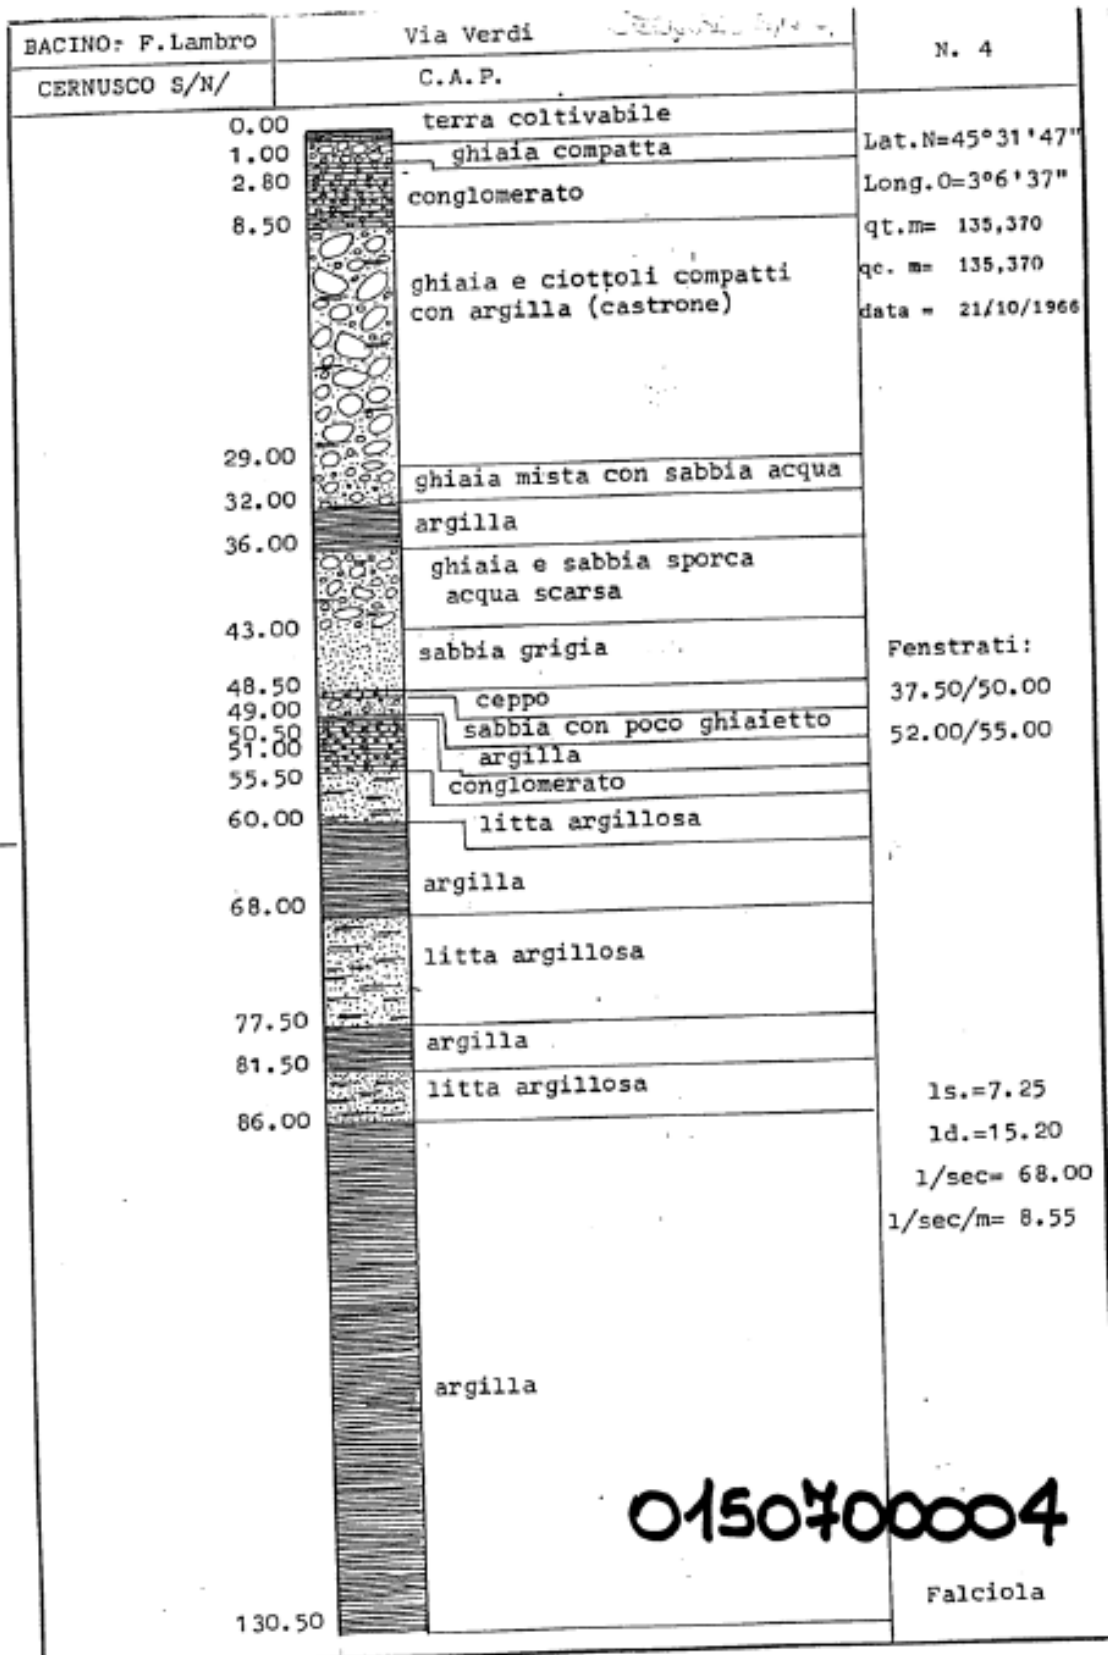 BACINO: F.Lambro
Via Verdi
N. 4
CERNUSCO S/N/
C.A.P.
0.00
terra coltivabile
1.00
ghiaia compatta
Lat.N=45°31'47"
2.80
conglomerato
Long.O=3°6'37"
8.50
qt.m= 135,370
ghiaia e ciottoli compatti
con argilla (castrone)
qc. m= 135,370
data = 21/10/1966
29.00
ghiaia mista con sabbia acqua
32.00
argilla
36.00
ghiaia e sabbia sporca
acqua scarsa
43.00
sabbia grigia
Fenstrati:
48.50
ceppo
37.50/50.00
49.00
sabbia con poco ghiaietto
52.00/55.00
50.50
argilla
51.00
conglomerato
55.50
litta argillosa
60.00
argilla
68.00
litta argillosa
77.50
argilla
81.50
litta argillosa
86.00
ls.=7.25
ld.=15.20
l/sec= 68.00
l/sec/m= 8.55
argilla
0150700004
Falciola
130.50